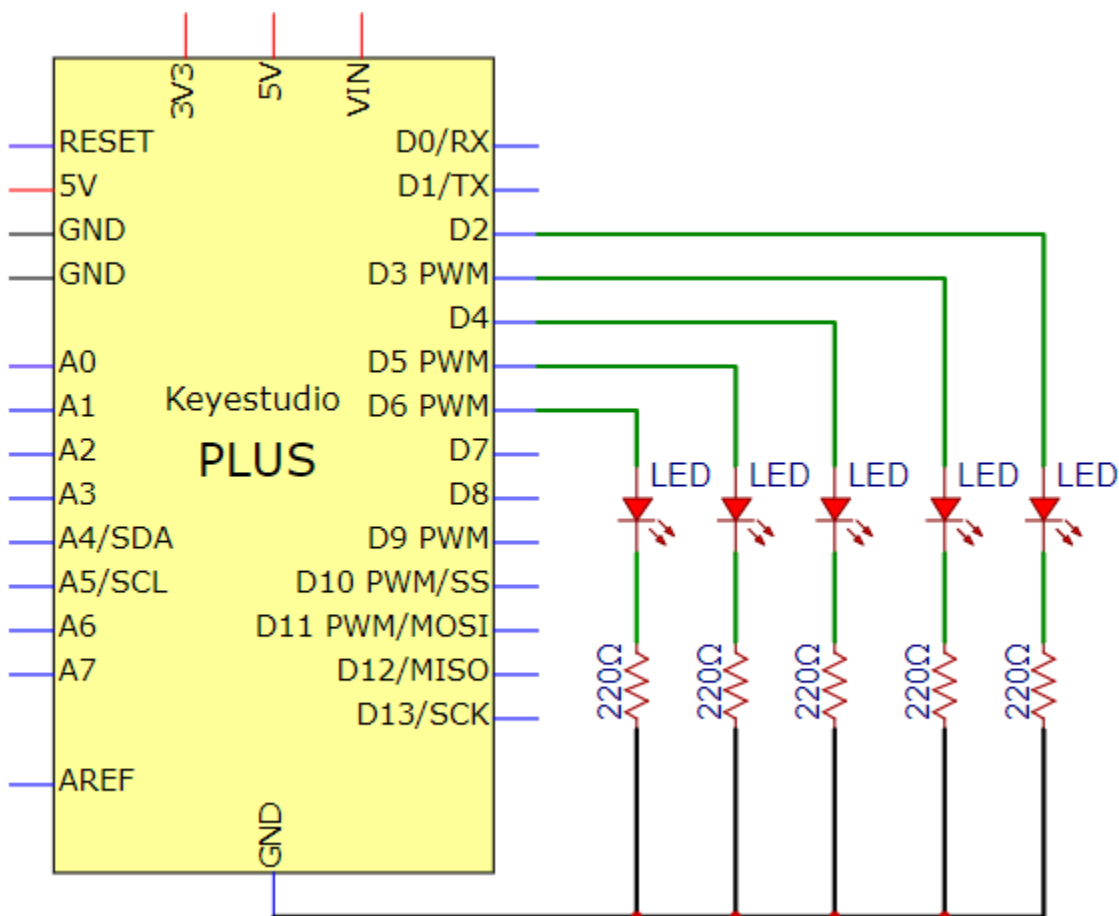 3V3
5V
VIN
RESET
5V
GND
GND
A0
A1
A2
A3
A4/SDA
A5/SCL
A6
A7
AREF
Keyestudio
PLUS
D0/RX
D1/TX
D2
D3 PWM
D4
D5 PWM
D6 PWM
D7
D8
D9 PWM
D10 PWM/SS
D11 PWM/MOSI
D12/MISO
D13/SCK
GND
LED
LED
LED
LED
LED
220Ω
220Ω
220Ω
220Ω
220Ω